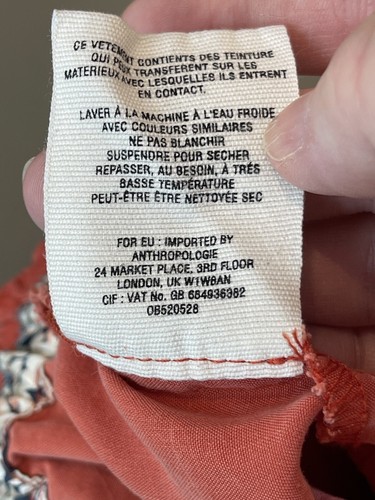 CE VETEMENT CONTIENTS DES TEINTURE
QUI PEUX TRANSFERENT SUR LES
MATERIEUX AVEC LESQUELLES ILS ENTRENT
EN CONTACT.
LAVER À LA MACHINE À L'EAU FROIDE
AVEC COULEURS SIMILAIRES
NE PAS BLANCHIR
SUSPENDRE POUR SECHER
REPASSER, AU BESOIN, À TRÉS
BASSE TEMPÉRATURE
PEUT-ÊTRE ÊTRE NETTOYÉE SEC
FOR EU : IMPORTED BY
ANTHROPOLOGIE
24 MARKET PLACE, 3RD FLOOR
LONDON, UK W1W8AN
CIF : VAT No. GB 664936382
OB520528